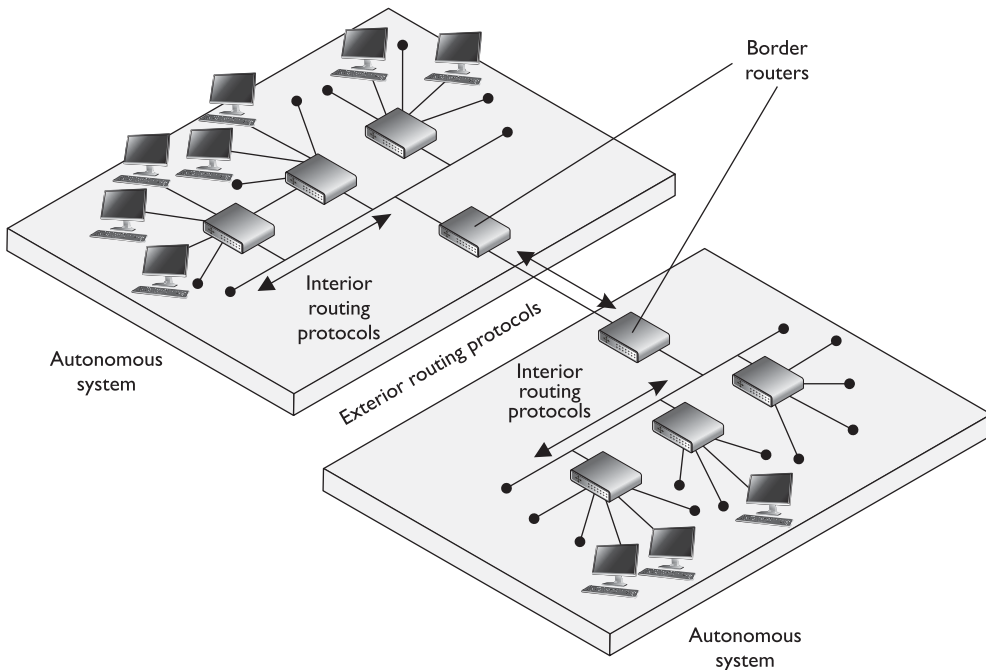 Border
routers
Interior
routing
protocols
Autonomous
system
Exterior routing protocols
Interior
routing
protocols
Autonomous
system